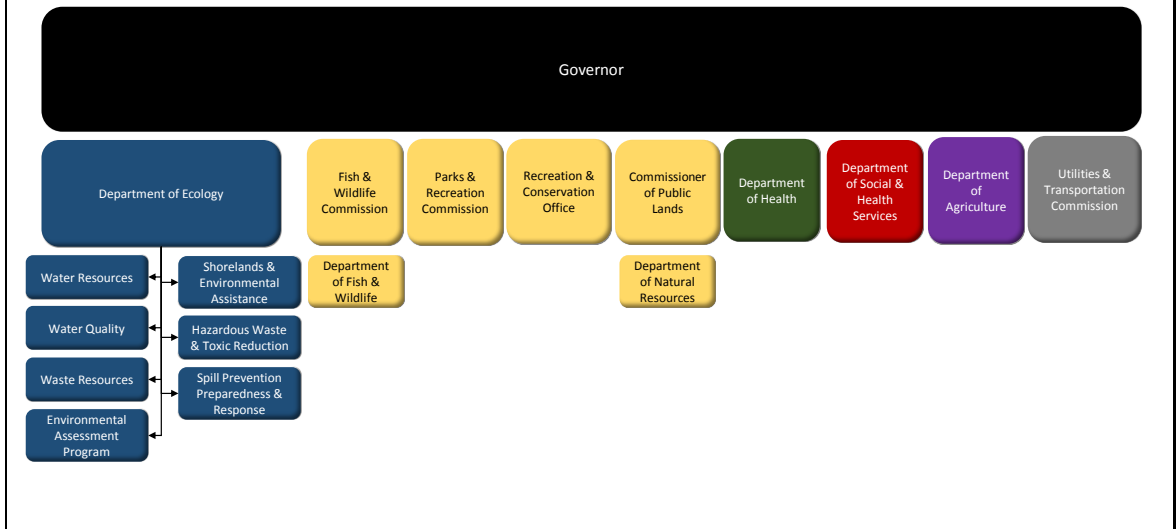 Governor
Department of Ecology
Fish &
Wildlife
Commission
Parks &
Recreation
Commission
Recreation &
Conservation
Office
Commissioner
of Public
Lands
Department
of Health
Department
of Social &
Health
Services
Department
of
Agriculture
Utilities &
Transportation
Commission
Water Resources
Shorelands &
Environmental
Assistance
Department
of Fish &
Wildlife
Department
of Natural
Resources
Water Quality
Hazardous Waste
& Toxic Reduction
Waste Resources
Spill Prevention
Preparedness &
Response
Environmental
Assessment
Program